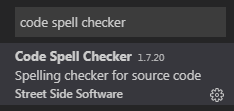 code spell checker
Code Spell Checker 1.7.20
Spelling checker for source code
Street Side Software